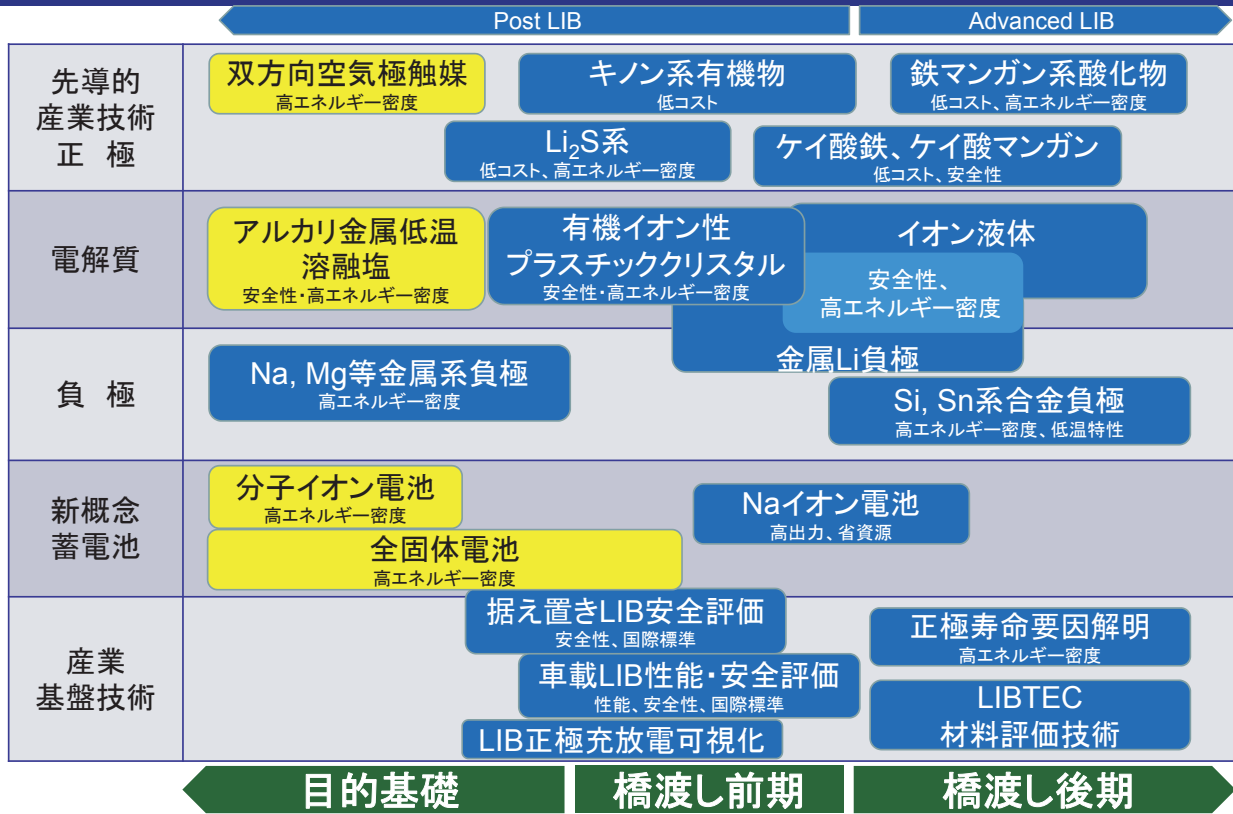 Post LIB
Advanced LIB
先導的
産業技術
正 極
双方向空気極触媒
高エネルギー密度
キノン系有機物
低コスト
鉄マンガン系酸化物
低コスト、高エネルギー密度
Li₂S系
低コスト、高エネルギー密度
ケイ酸鉄、ケイ酸マンガン
低コスト、安全性
電解質
アルカリ金属低温
溶融塩
安全性・高エネルギー密度
有機イオン性
プラスチッククリスタル
安全性・高エネルギー密度
イオン液体
安全性、
高エネルギー密度
金属Li負極
負 極
Na, Mg等金属系負極
高エネルギー密度
Si, Sn系合金負極
高エネルギー密度、低温特性
新概念
蓄電池
分子イオン電池
高エネルギー密度
全固体電池
高エネルギー密度
Naイオン電池
高出力、省資源
産業
基盤技術
据え置きLIB安全評価
安全性、国際標準
車載LIB性能・安全評価
性能、安全性、国際標準
LIB正極充放電可視化
正極寿命要因解明
高エネルギー密度
LIBTEC
材料評価技術
目的基礎
橋渡し前期
橋渡し後期